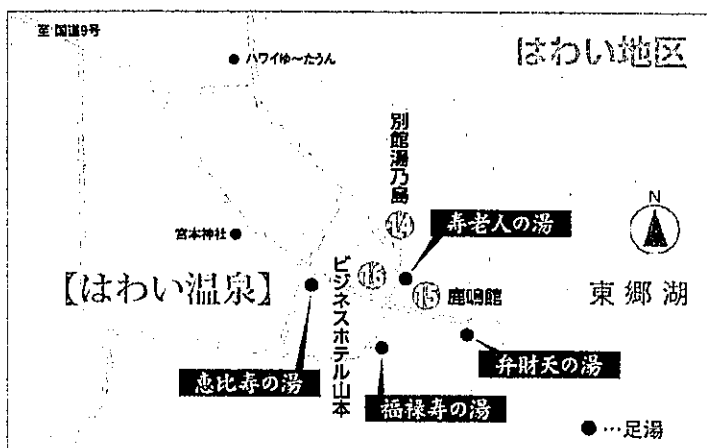 至 国道9号
●ハワイゆ〜たうん
はわい地区
別館湯乃島
⑭
寿老人の湯
N
宮本神社●
【はわい温泉】
ビジネスホテル山本
⑯
⑮ 鹿鳴館
東郷湖
恵比寿の湯
福禄寿の湯
弁財天の湯
●…足湯